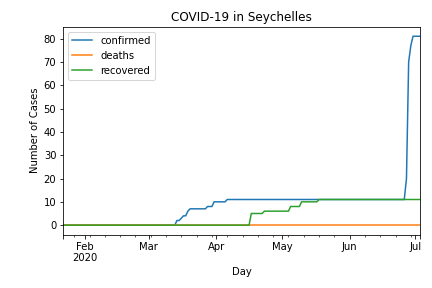 COVID-19 in Seychelles
confirmed
deaths
recovered
Number of Cases
80
70
60
50
40
30
20
10
0
Feb
2020
Mar
Apr
May
Jun
Jul
Day